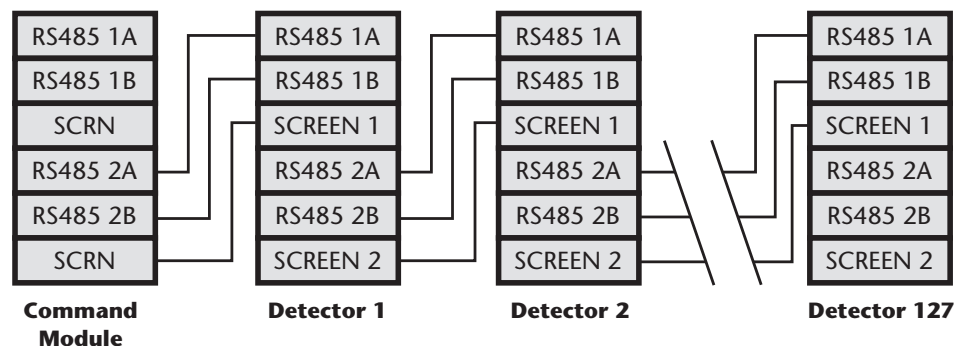 RS485 1A
RS485 1B
SCRN
RS485 2A
RS485 2B
SCRN
Command
Module
RS485 1A
RS485 1B
SCREEN 1
RS485 2A
RS485 2B
SCREEN 2
Detector 1
RS485 1A
RS485 1B
SCREEN 1
RS485 2A
RS485 2B
SCREEN 2
Detector 2
RS485 1A
RS485 1B
SCREEN 1
RS485 2A
RS485 2B
SCREEN 2
Detector 127